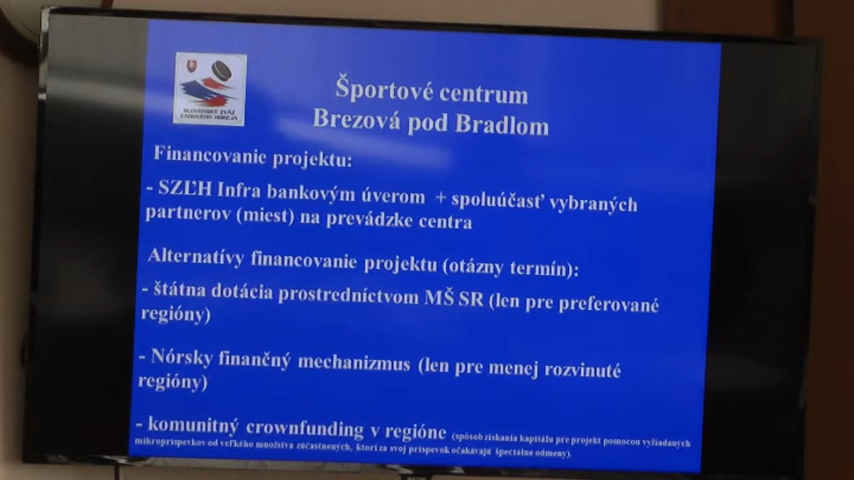 SLOVENSKÝ ZVÄZ
ĽADOVÉHO HOKEJA
Športové centrum
Brezová pod Bradlom
Financovanie projektu:
- SZĽH Infra bankovým úverom + spoluúčasť vybraných
partnerov (miest) na prevádzke centra
Alternatívy financovanie projektu (otázny termín):
- štátna dotácia prostredníctvom MŠ SR (len pre preferované
regióny)
- Nórsky finančný mechanizmus (len pre menej rozvinuté
regióny)
- komunitný crownfunding v regióne (spôsob získania kapitálu pre projekt pomocou vyžiadaných
mikropríspevkov od veľkého množstva zúčastnených, ktorí za svoj príspevok očakávajú špeciálne odmeny).